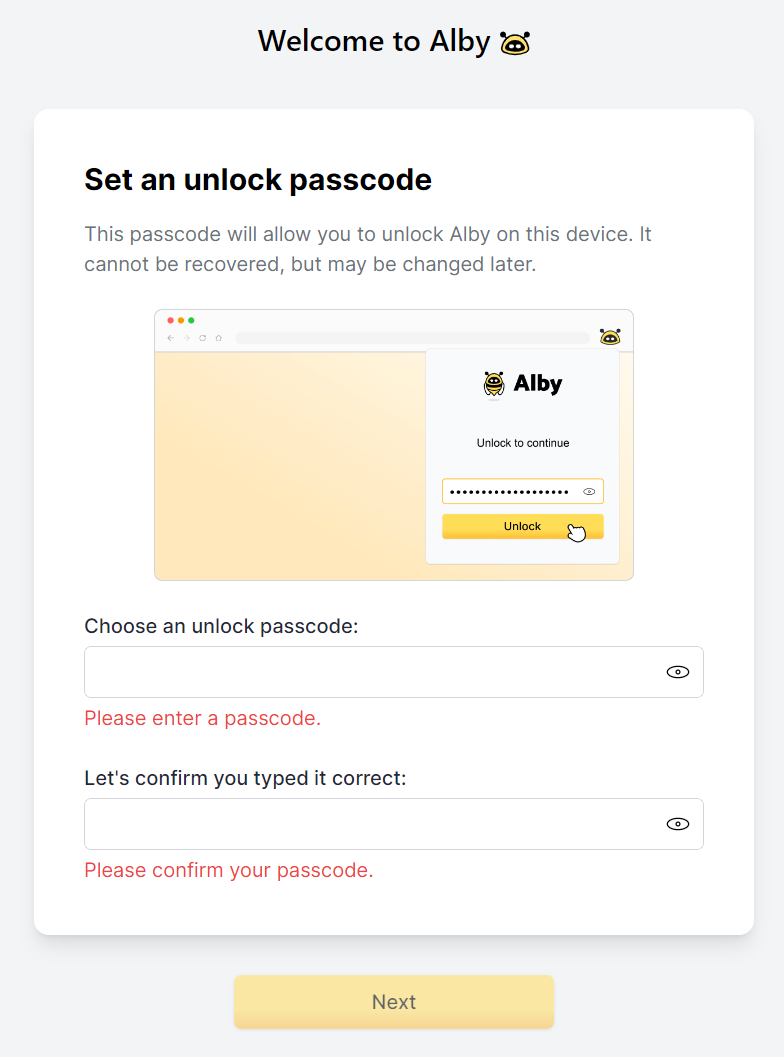 Welcome to Alby
Set an unlock passcode
This passcode will allow you to unlock Alby on this device. It
cannot be recovered, but may be changed later.
Alby
Unlock to continue
Unlock
Choose an unlock passcode:
Please enter a passcode.
Let's confirm you typed it correct:
Please confirm your passcode.
Next